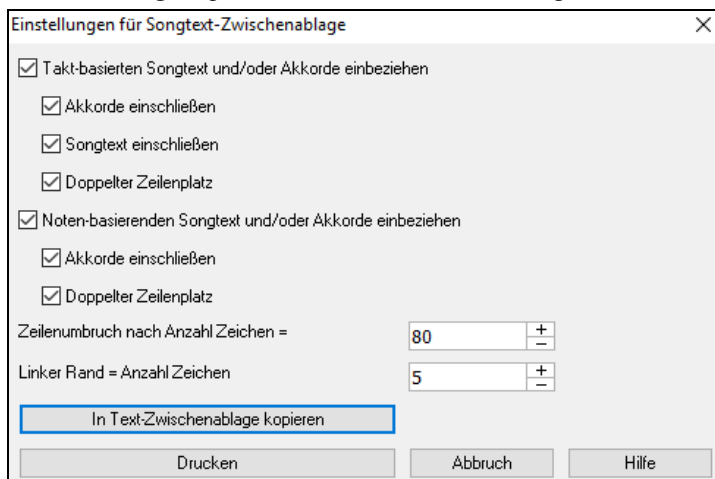 Einstellungen für Songtext-Zwischenablage
Takt-basierten Songtext und/oder Akkorde einbeziehen
Akkorde einschließen
Songtext einschließen
Doppelter Zeilenplatz
Noten-basierenden Songtext und/oder Akkorde einbeziehen
Akkorde einschließen
Doppelter Zeilenplatz
Zeilenumbruch nach Anzahl Zeichen = 80
Linker Rand = Anzahl Zeichen 5
In Text-Zwischenablage kopieren
Drucken Abbruch Hilfe